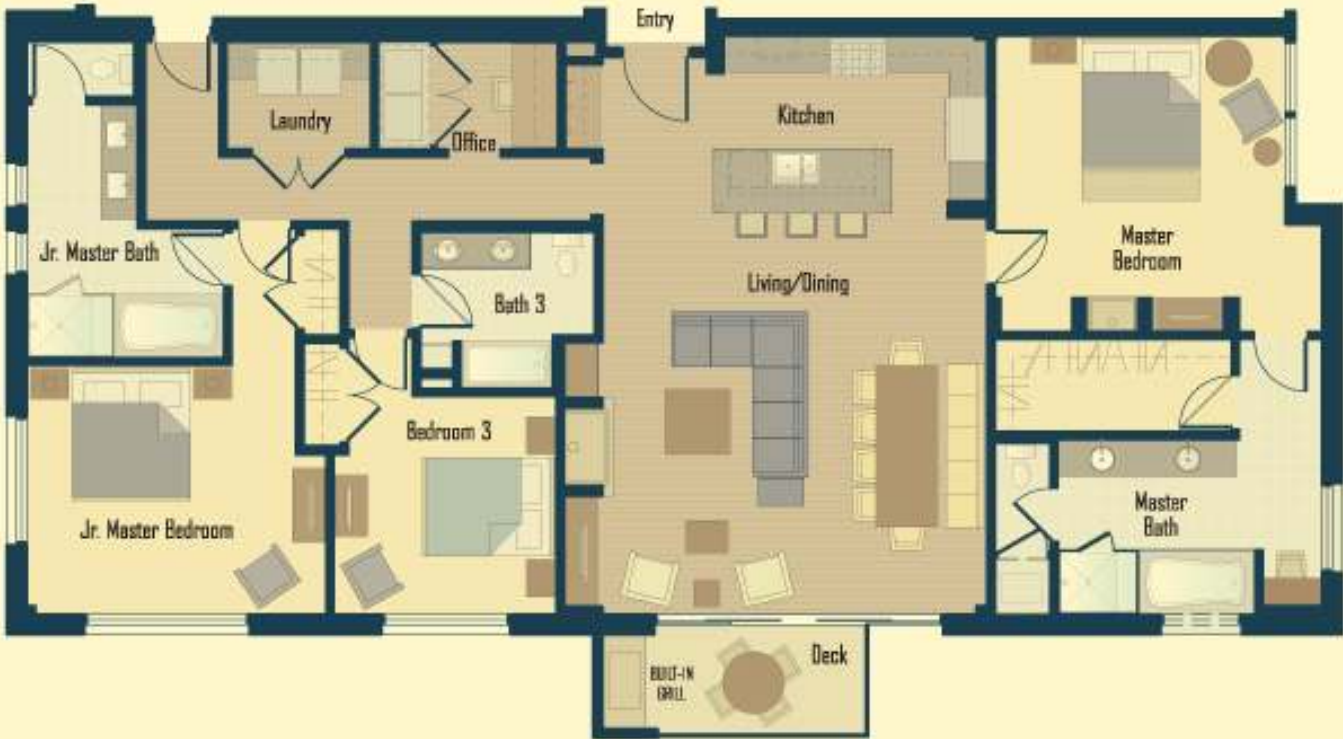 Entry
Laundry
Office
Kitchen
Jr. Master Bath
Bath 3
Living/Dining
Master
Bedroom
Bedroom 3
Jr. Master Bedroom
Master
Bath
Deck
BUILT-IN
GRILL